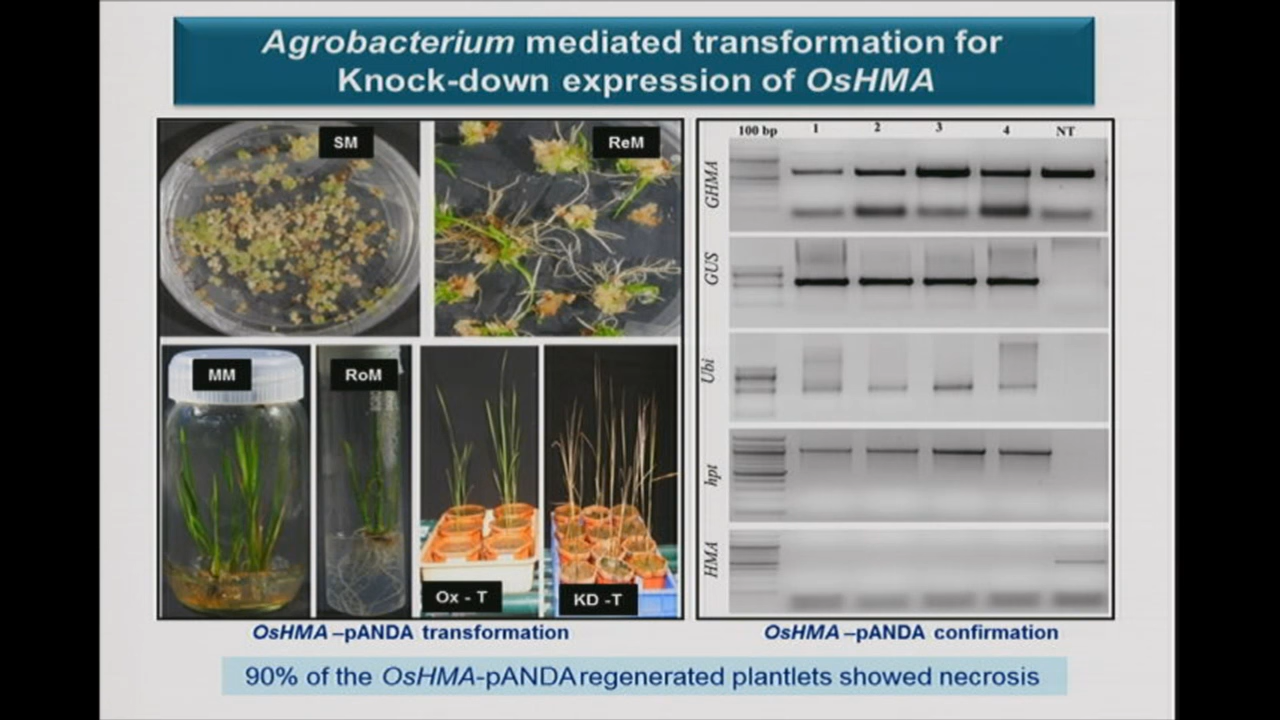 Agrobacterium mediated transformation for
Knock-down expression of OsHMA
SM
ReM
MM
RoM
Ox - T
KD -T
100 bp 1 2 3 4 NT
GHMA
GUS
Ubi
hpt
HMA
OsHMA –pANDA transformation
OsHMA –pANDA confirmation
90% of the OsHMA-pANDA regenerated plantlets showed necrosis